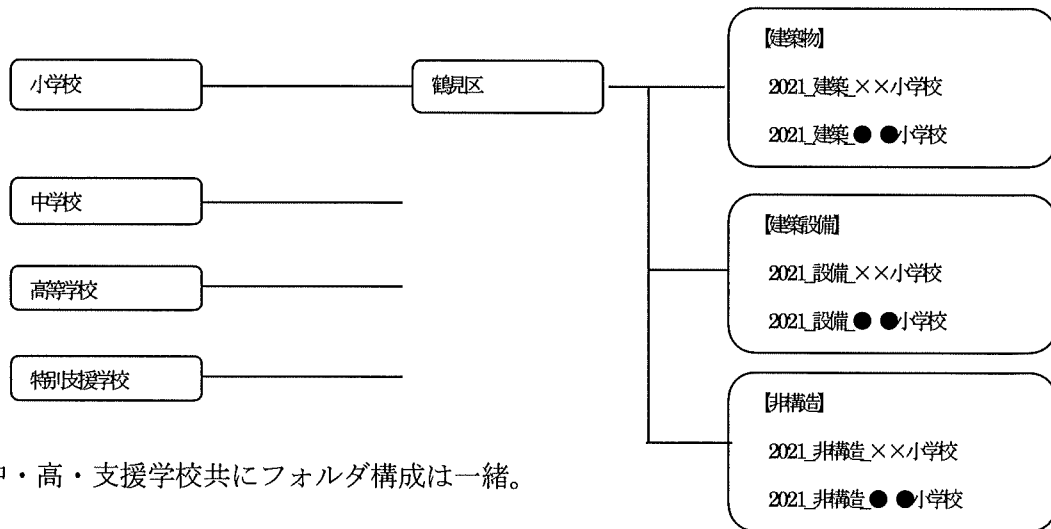 小学校
鶴見区
【建築物】
2021_建築_××小学校
2021_建築_●●小学校
中学校
【建築設備】
2021_設備_××小学校
2021_設備_●●小学校
高等学校
特別支援学校
【非構造】
2021_非構造_××小学校
2021_非構造_●●小学校
・高・支援学校共にフォルダ構成は一緒。